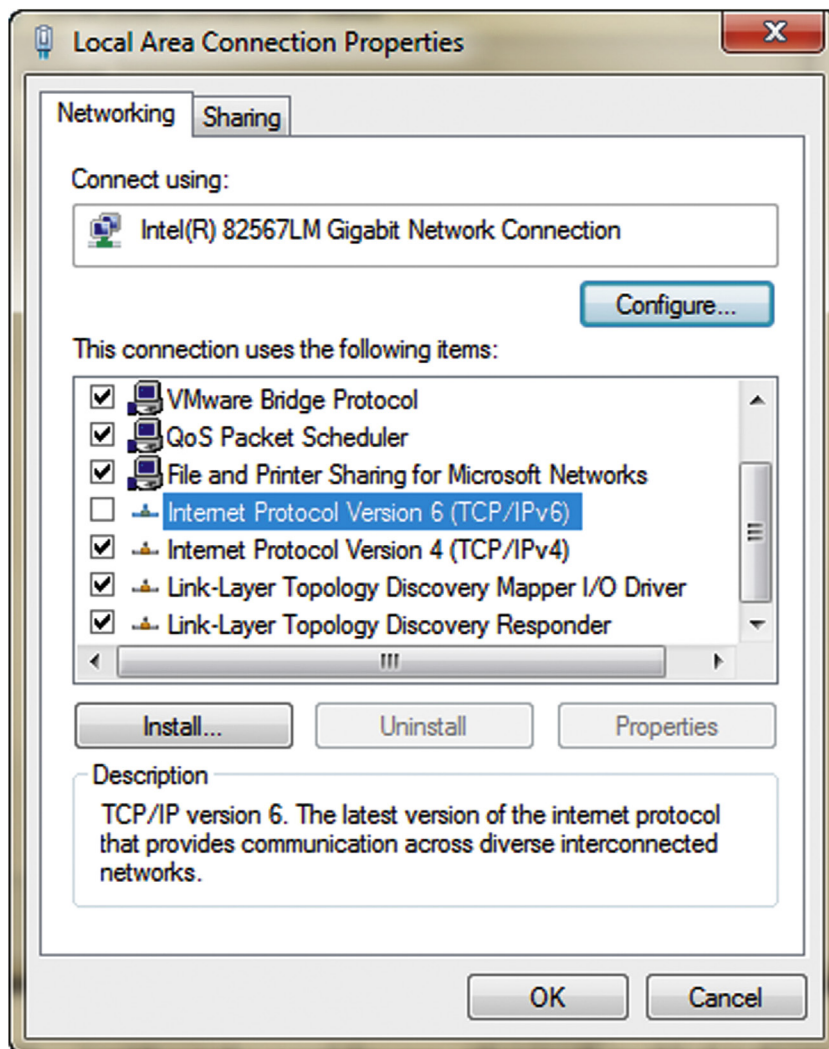 Local Area Connection Properties
Networking
Sharing
Connect using:
Intel(R) 82567LM Gigabit Network Connection
Configure...
This connection uses the following items:
VMware Bridge Protocol
QoS Packet Scheduler
File and Printer Sharing for Microsoft Networks
Internet Protocol Version 6 (TCP/IPv6)
Internet Protocol Version 4 (TCP/IPv4)
Link-Layer Topology Discovery Mapper I/O Driver
Link-Layer Topology Discovery Responder
Install...
Uninstall
Properties
Description
TCP/IP version 6. The latest version of the internet protocol
that provides communication across diverse interconnected
networks.
OK
Cancel